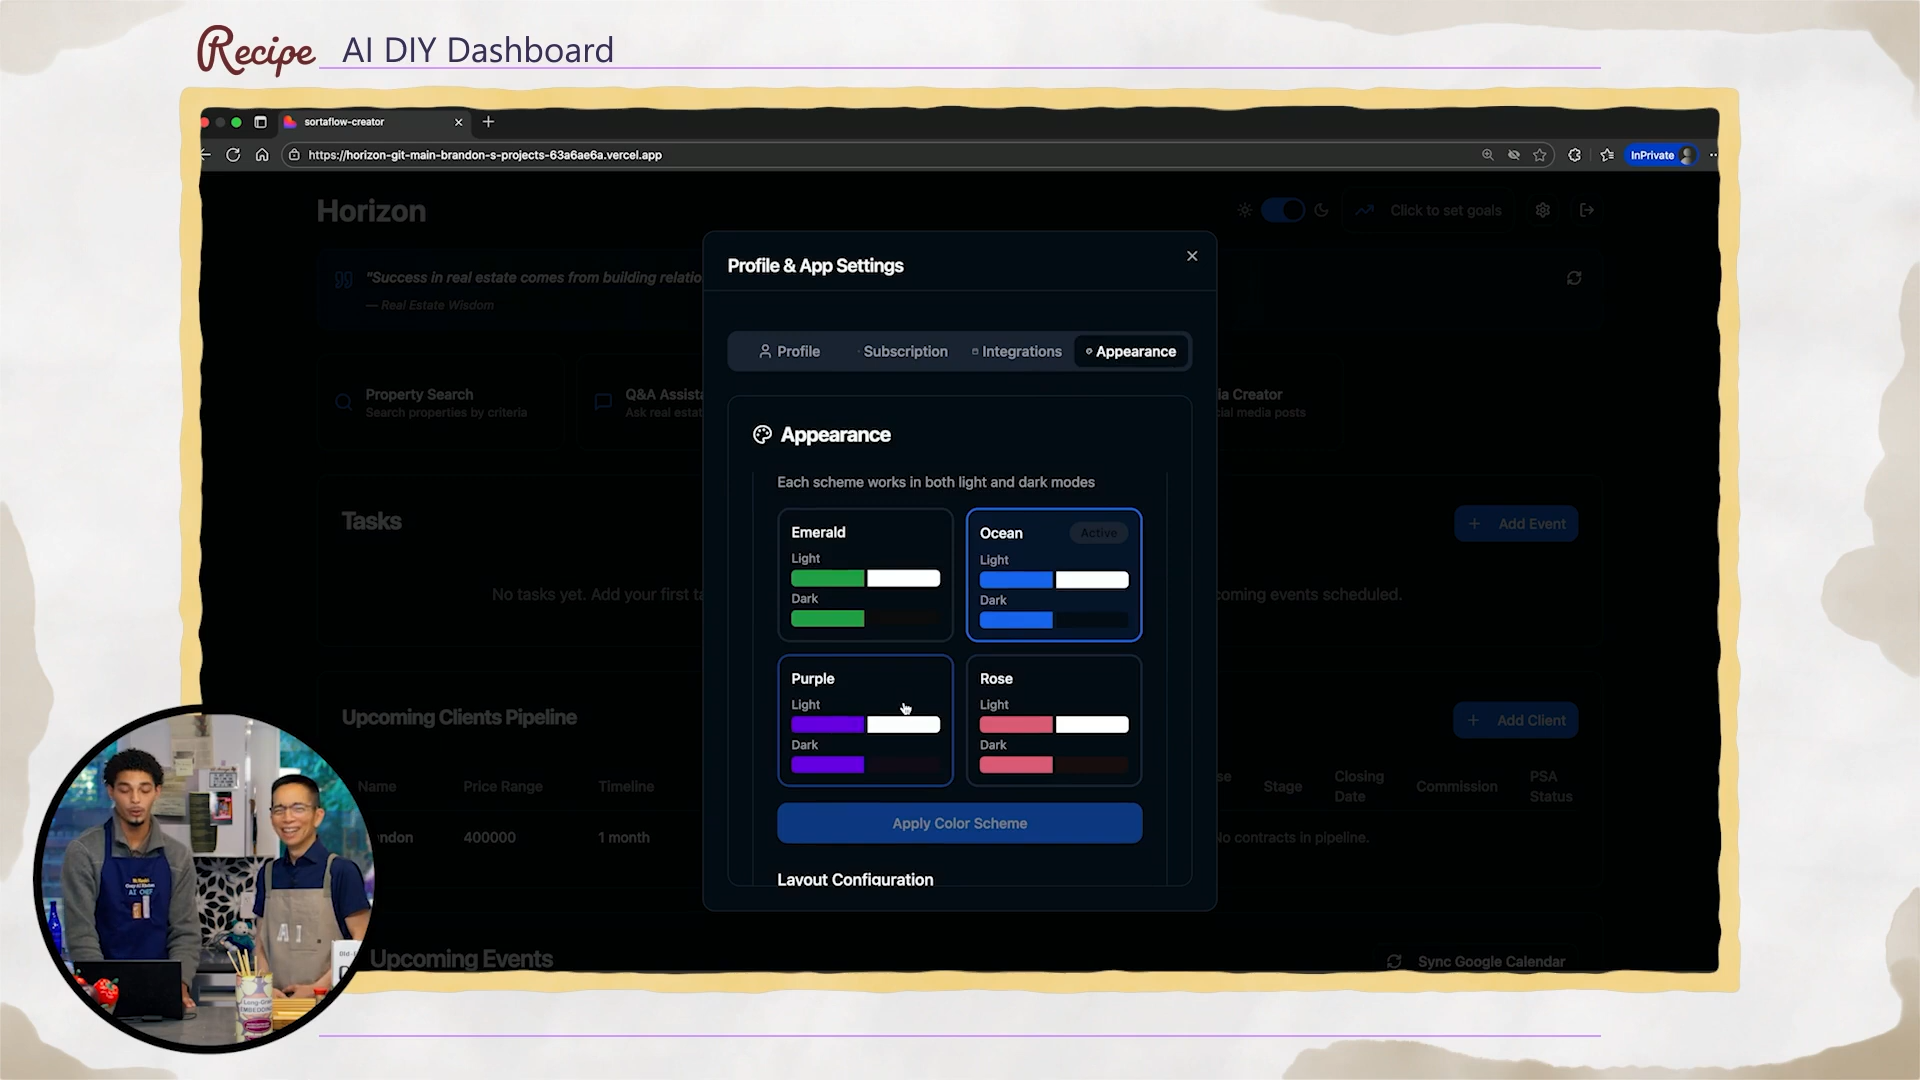 Recipe AI DIY Dashboard
sortaflow-creator
https://horizon-git-main-brandon-s-projects-63a6ae6a.vercel.app
InPrivate
Horizon
Click to set goals
"Success in real estate comes from building relatio
— Real Estate Wisdom
Property Search
Search properties by criteria
Q&A Assista
Ask real estat
ia Creator
cial media posts
Tasks
Add Event
No tasks yet. Add your first ta
coming events scheduled.
Upcoming Clients Pipeline
Add Client
Name
Price Range
Timeline
se
Stage
Closing Date
Commission
PSA Status
ndon
400000
1 month
No contracts in pipeline.
Upcoming Events
Sync Google Calendar
Profile & App Settings
Profile
Subscription
Integrations
Appearance
Appearance
Each scheme works in both light and dark modes
Emerald
Light
Dark
Ocean
Active
Light
Dark
Purple
Light
Dark
Rose
Light
Dark
Apply Color Scheme
Layout Configuration
AI CHEF
AI